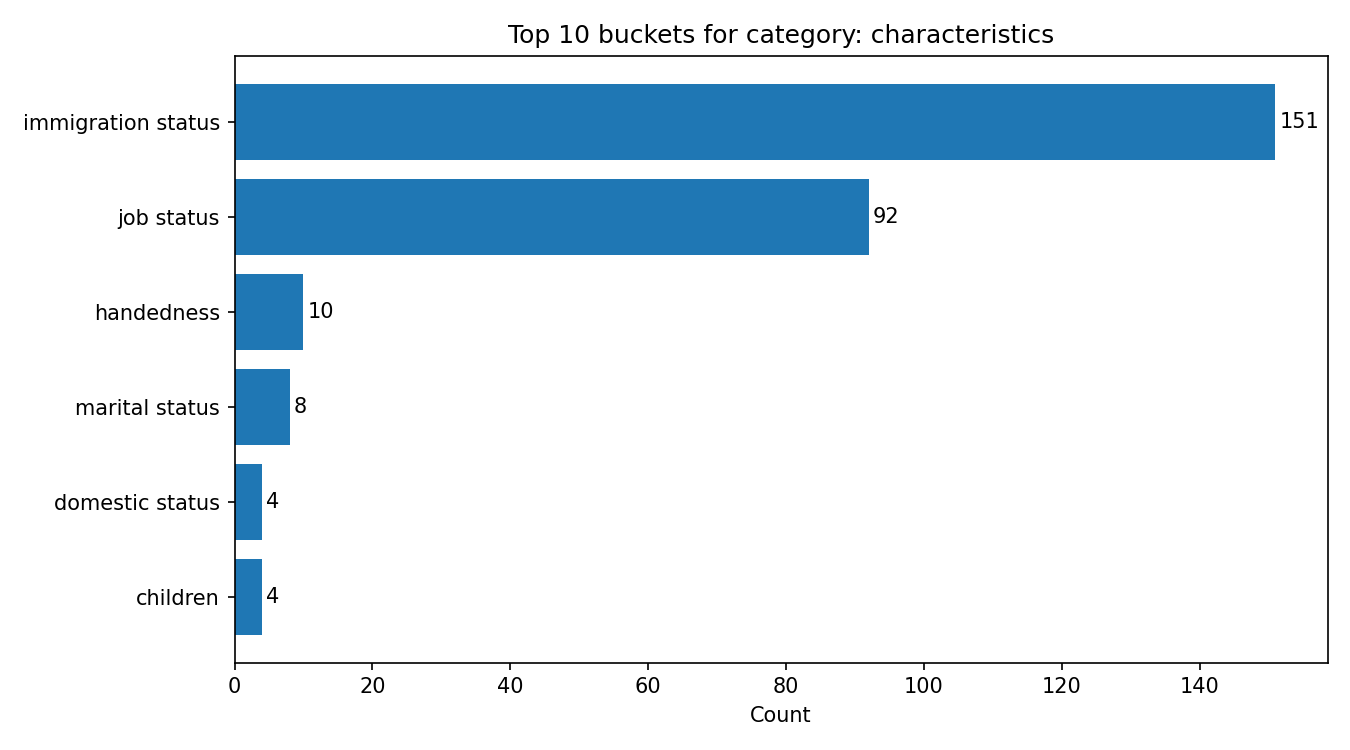 Top 10 buckets for category: characteristics
immigration status 151
job status 92
handedness 10
marital status 8
domestic status 4
children 4
0 20 40 60 80 100 120 140
Count